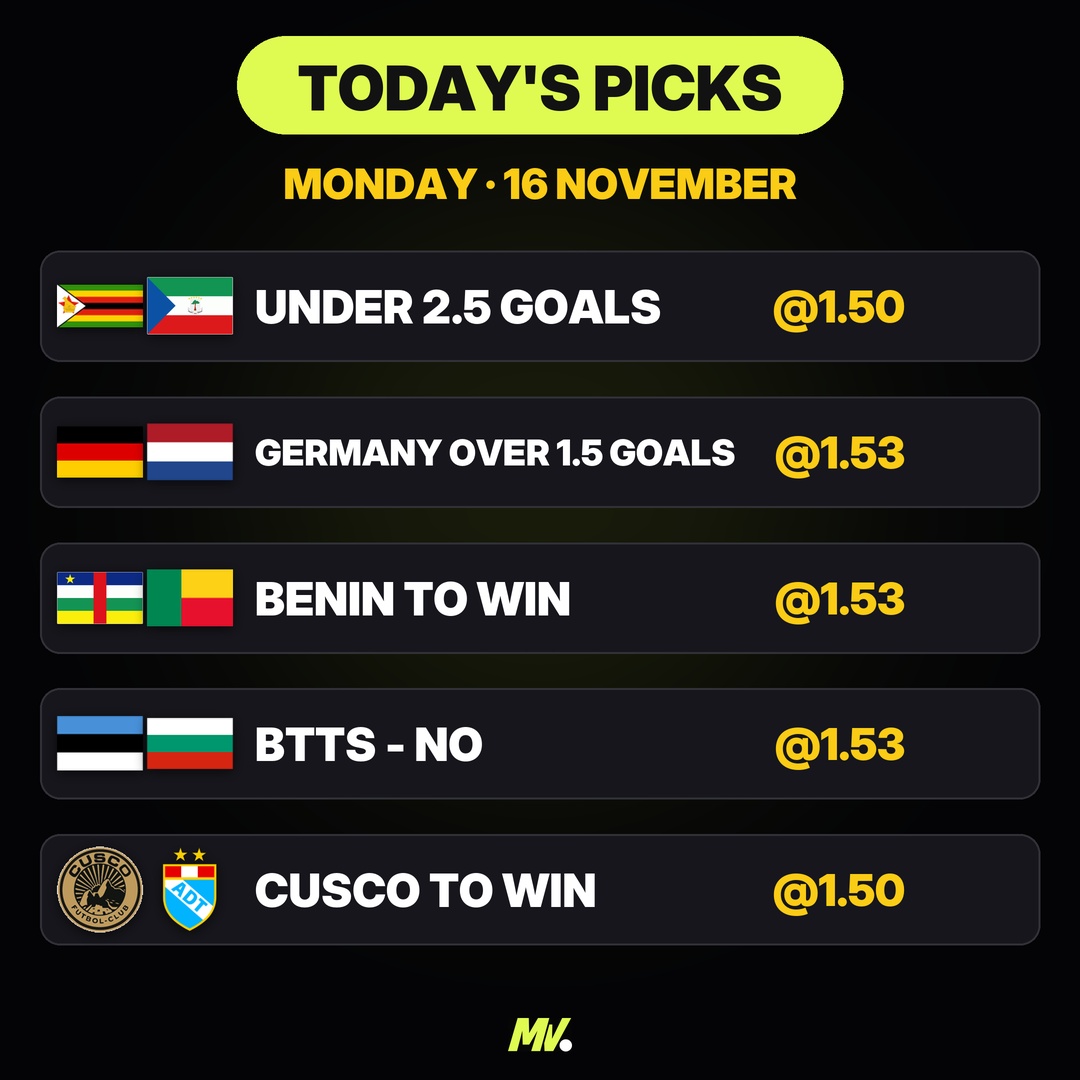 TODAY'S PICKS
MONDAY · 16 NOVEMBER
UNDER 2.5 GOALS @1.50
GERMANY OVER 1.5 GOALS @1.53
BENIN TO WIN @1.53
BTTS - NO @1.53
CUSCO
FUTBOL·CLUB
ADT
CUSCO TO WIN @1.50
MV.